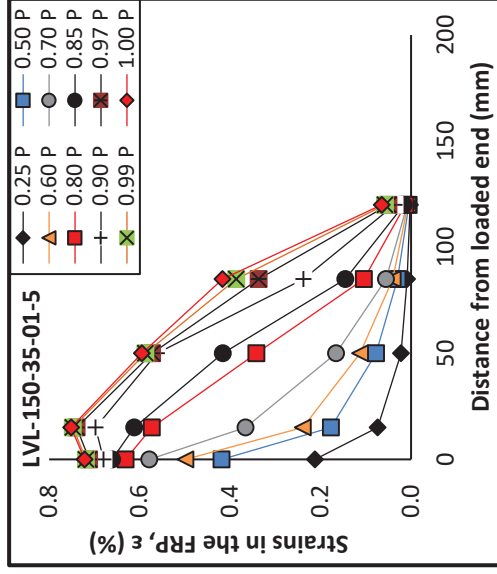 LVL-150-35-01-5
0.25 P 0.50 P
0.60 P 0.70 P
0.80 P 0.85 P
0.90 P 0.97 P
0.99 P 1.00 P
Strains in the FRP, ε (%)
0.8
0.6
0.4
0.2
0.0
0 50 100 150 200
Distance from loaded end (mm)